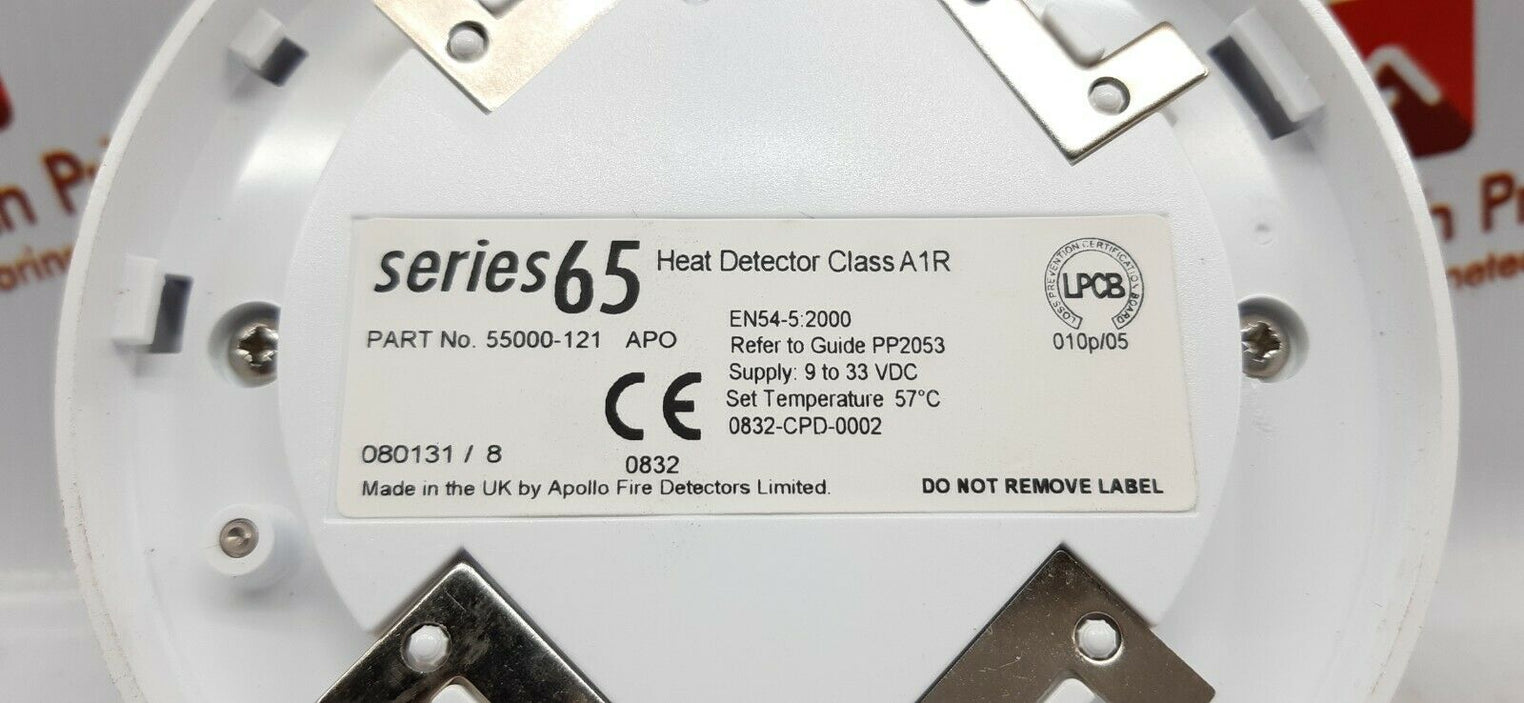 series65 Heat Detector Class A1R
PART No. 55000-121 APO
EN54-5:2000
Refer to Guide PP2053
Supply: 9 to 33 VDC
Set Temperature 57°C
0832-CPD-0002
CE
0832
080131 / 8
Made in the UK by Apollo Fire Detectors Limited.
DO NOT REMOVE LABEL
LOSS PREVENTION CERTIFICATION BOARD
LPCB
010p/05